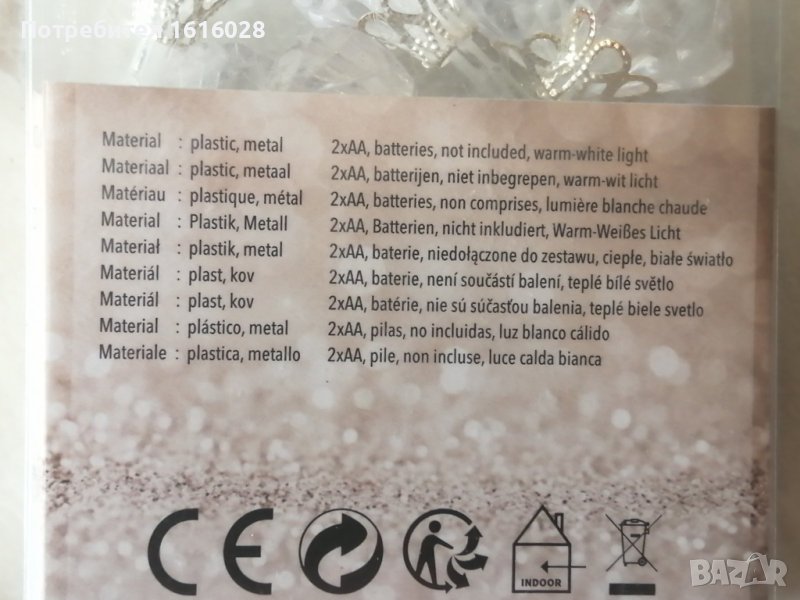 Потребител1616028
Material : plastic, metal 2xAA, batteries, not included, warm-white light
Materiaal : plastic, metaal 2xAA, batterijen, niet inbegrepen, warm-wit licht
Matériau : plastique, métal 2xAA, batteries, non comprises, lumière blanche chaude
Material : Plastik, Metall 2xAA, Batterien, nicht inkludiert, Warm-Weißes Licht
Materiał : plastik, metal 2xAA, baterie, niedołączone do zestawu, ciepłe, białe światło
Materiál : plast, kov 2xAA, baterie, není součástí balení, teplé bílé světlo
Materiál : plast, kov 2xAA, batérie, nie sú súčasťou balenia, teplé biele svetlo
Material : plástico, metal 2xAA, pilas, no incluidas, luz blanco cálido
Materiale : plastica, metallo 2xAA, pile, non incluse, luce calda bianca
CE
INDOOR
BAZAR.bg